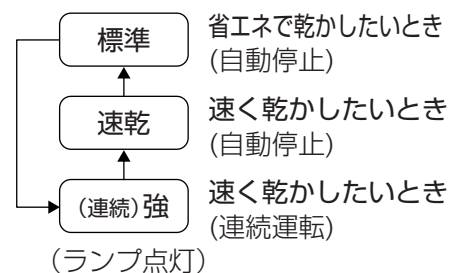 標準
省エネで乾かしたいとき
(自動停止)
速乾
速く乾かしたいとき
(自動停止)
(連続)強
速く乾かしたいとき
(連続運転)
(ランプ点灯)